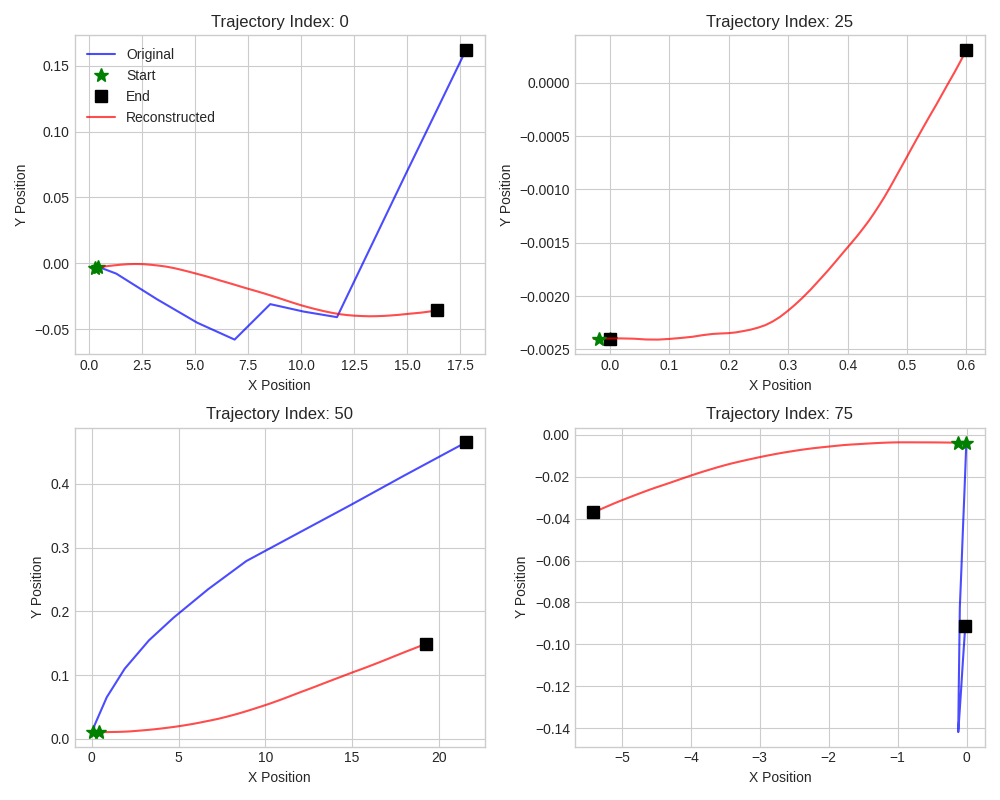 Trajectory Index: 0
Original
Start
End
Reconstructed
0.15
0.10
0.05
0.00
−0.05
Y Position
0.0 2.5 5.0 7.5 10.0 12.5 15.0 17.5
X Position
Trajectory Index: 25
0.0000
−0.0005
−0.0010
−0.0015
−0.0020
−0.0025
Y Position
0.0 0.1 0.2 0.3 0.4 0.5 0.6
X Position
Trajectory Index: 50
0.4
0.3
0.2
0.1
0.0
Y Position
0 5 10 15 20
X Position
Trajectory Index: 75
0.00
−0.02
−0.04
−0.06
−0.08
−0.10
−0.12
−0.14
Y Position
−5 −4 −3 −2 −1 0
X Position